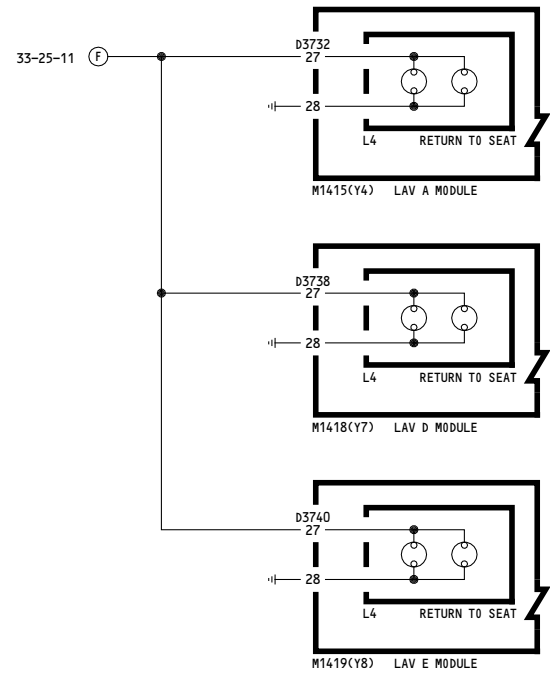 D3732
33-25-11 F 27
28
L4 RETURN TO SEAT
M1415(Y4) LAV A MODULE
D3738
27
28
L4 RETURN TO SEAT
M1418(Y7) LAV D MODULE
D3740
27
28
L4 RETURN TO SEAT
M1419(Y8) LAV E MODULE